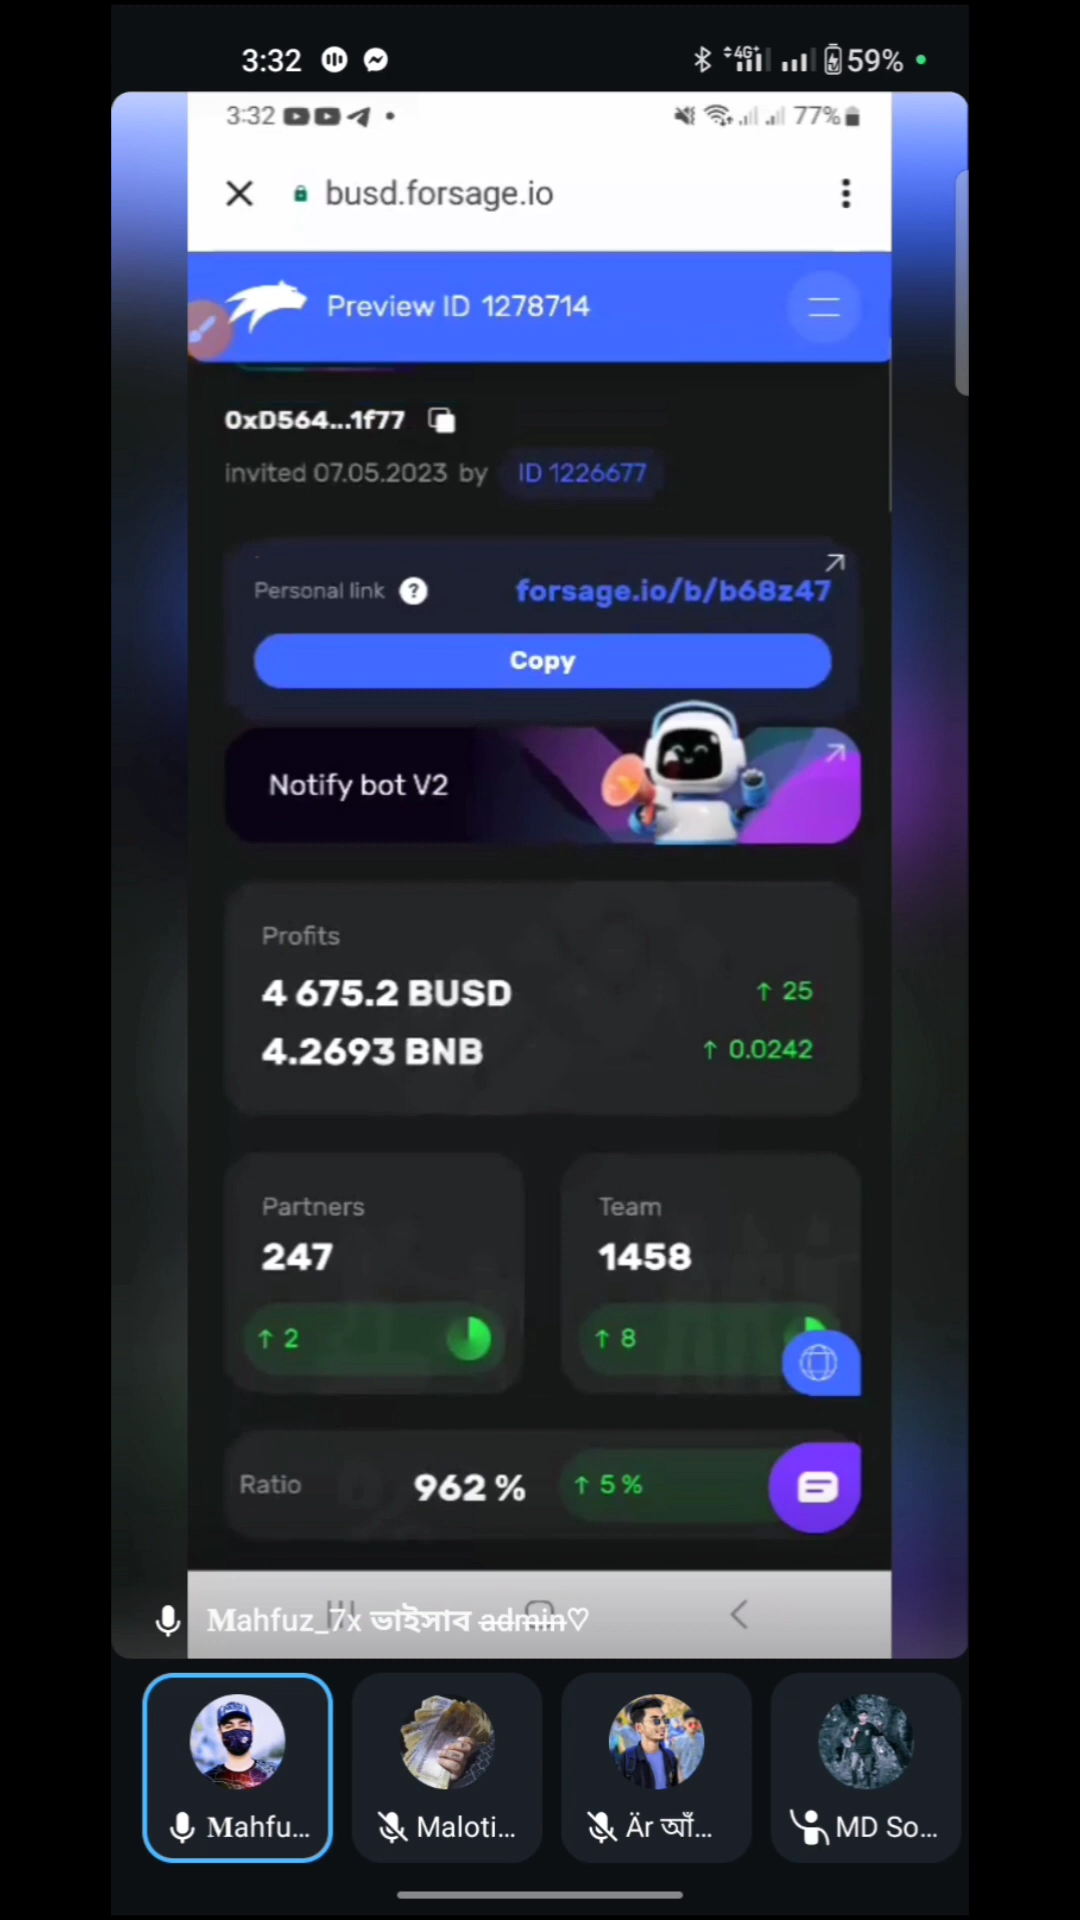 3:32
4G+ 59%
3:32
77%
busd.forsage.io
Preview ID 1278714
0xD564...1f77
invited 07.05.2023 by ID 1226677
Personal link ? forsage.io/b/b68z47
Copy
Notify bot V2
Profits
4 675.2 BUSD ↑ 25
4.2693 BNB ↑ 0.0242
Partners
247
↑ 2
Team
1458
↑ 8
Ratio 962 % ↑ 5 %
𝐌ahfuz_7x ভাইসাব admin♡
𝐌ahfu... Maloti... Är আঁ... MD So...